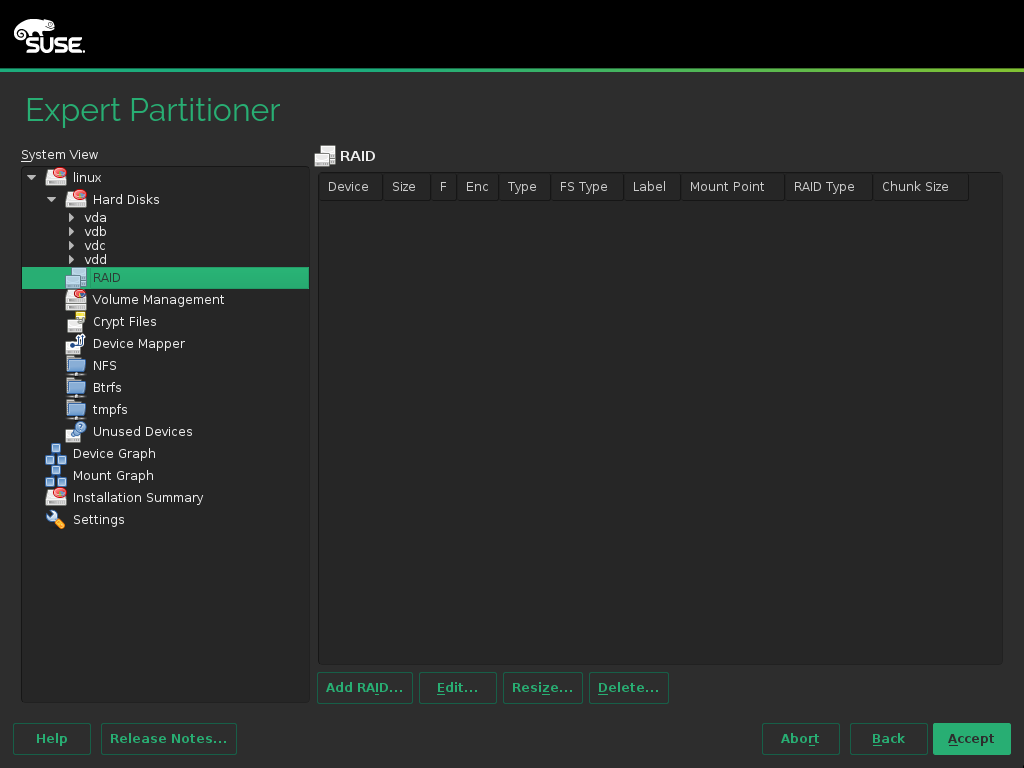 SUSE
Expert Partitioner
System View
linux
Hard Disks
vda
vdb
vdc
vdd
RAID
Volume Management
Crypt Files
Device Mapper
NFS
Btrfs
tmpfs
Unused Devices
Device Graph
Mount Graph
Installation Summary
Settings
RAID
Device Size F Enc Type FS Type Label Mount Point RAID Type Chunk Size
Add RAID... Edit... Resize... Delete...
Help Release Notes... Abort Back Accept